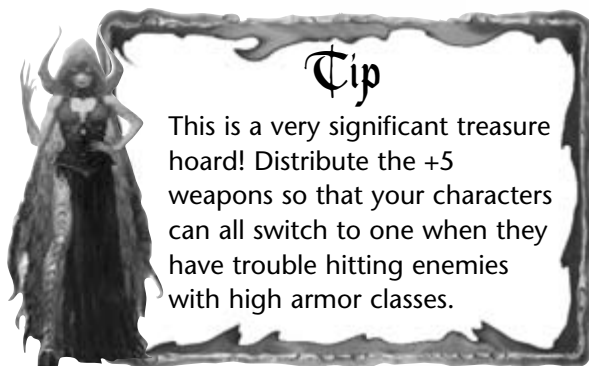 Tip
This is a very significant treasure
hoard! Distribute the +5
weapons so that your characters
can all switch to one when they
have trouble hitting enemies
with high armor classes.